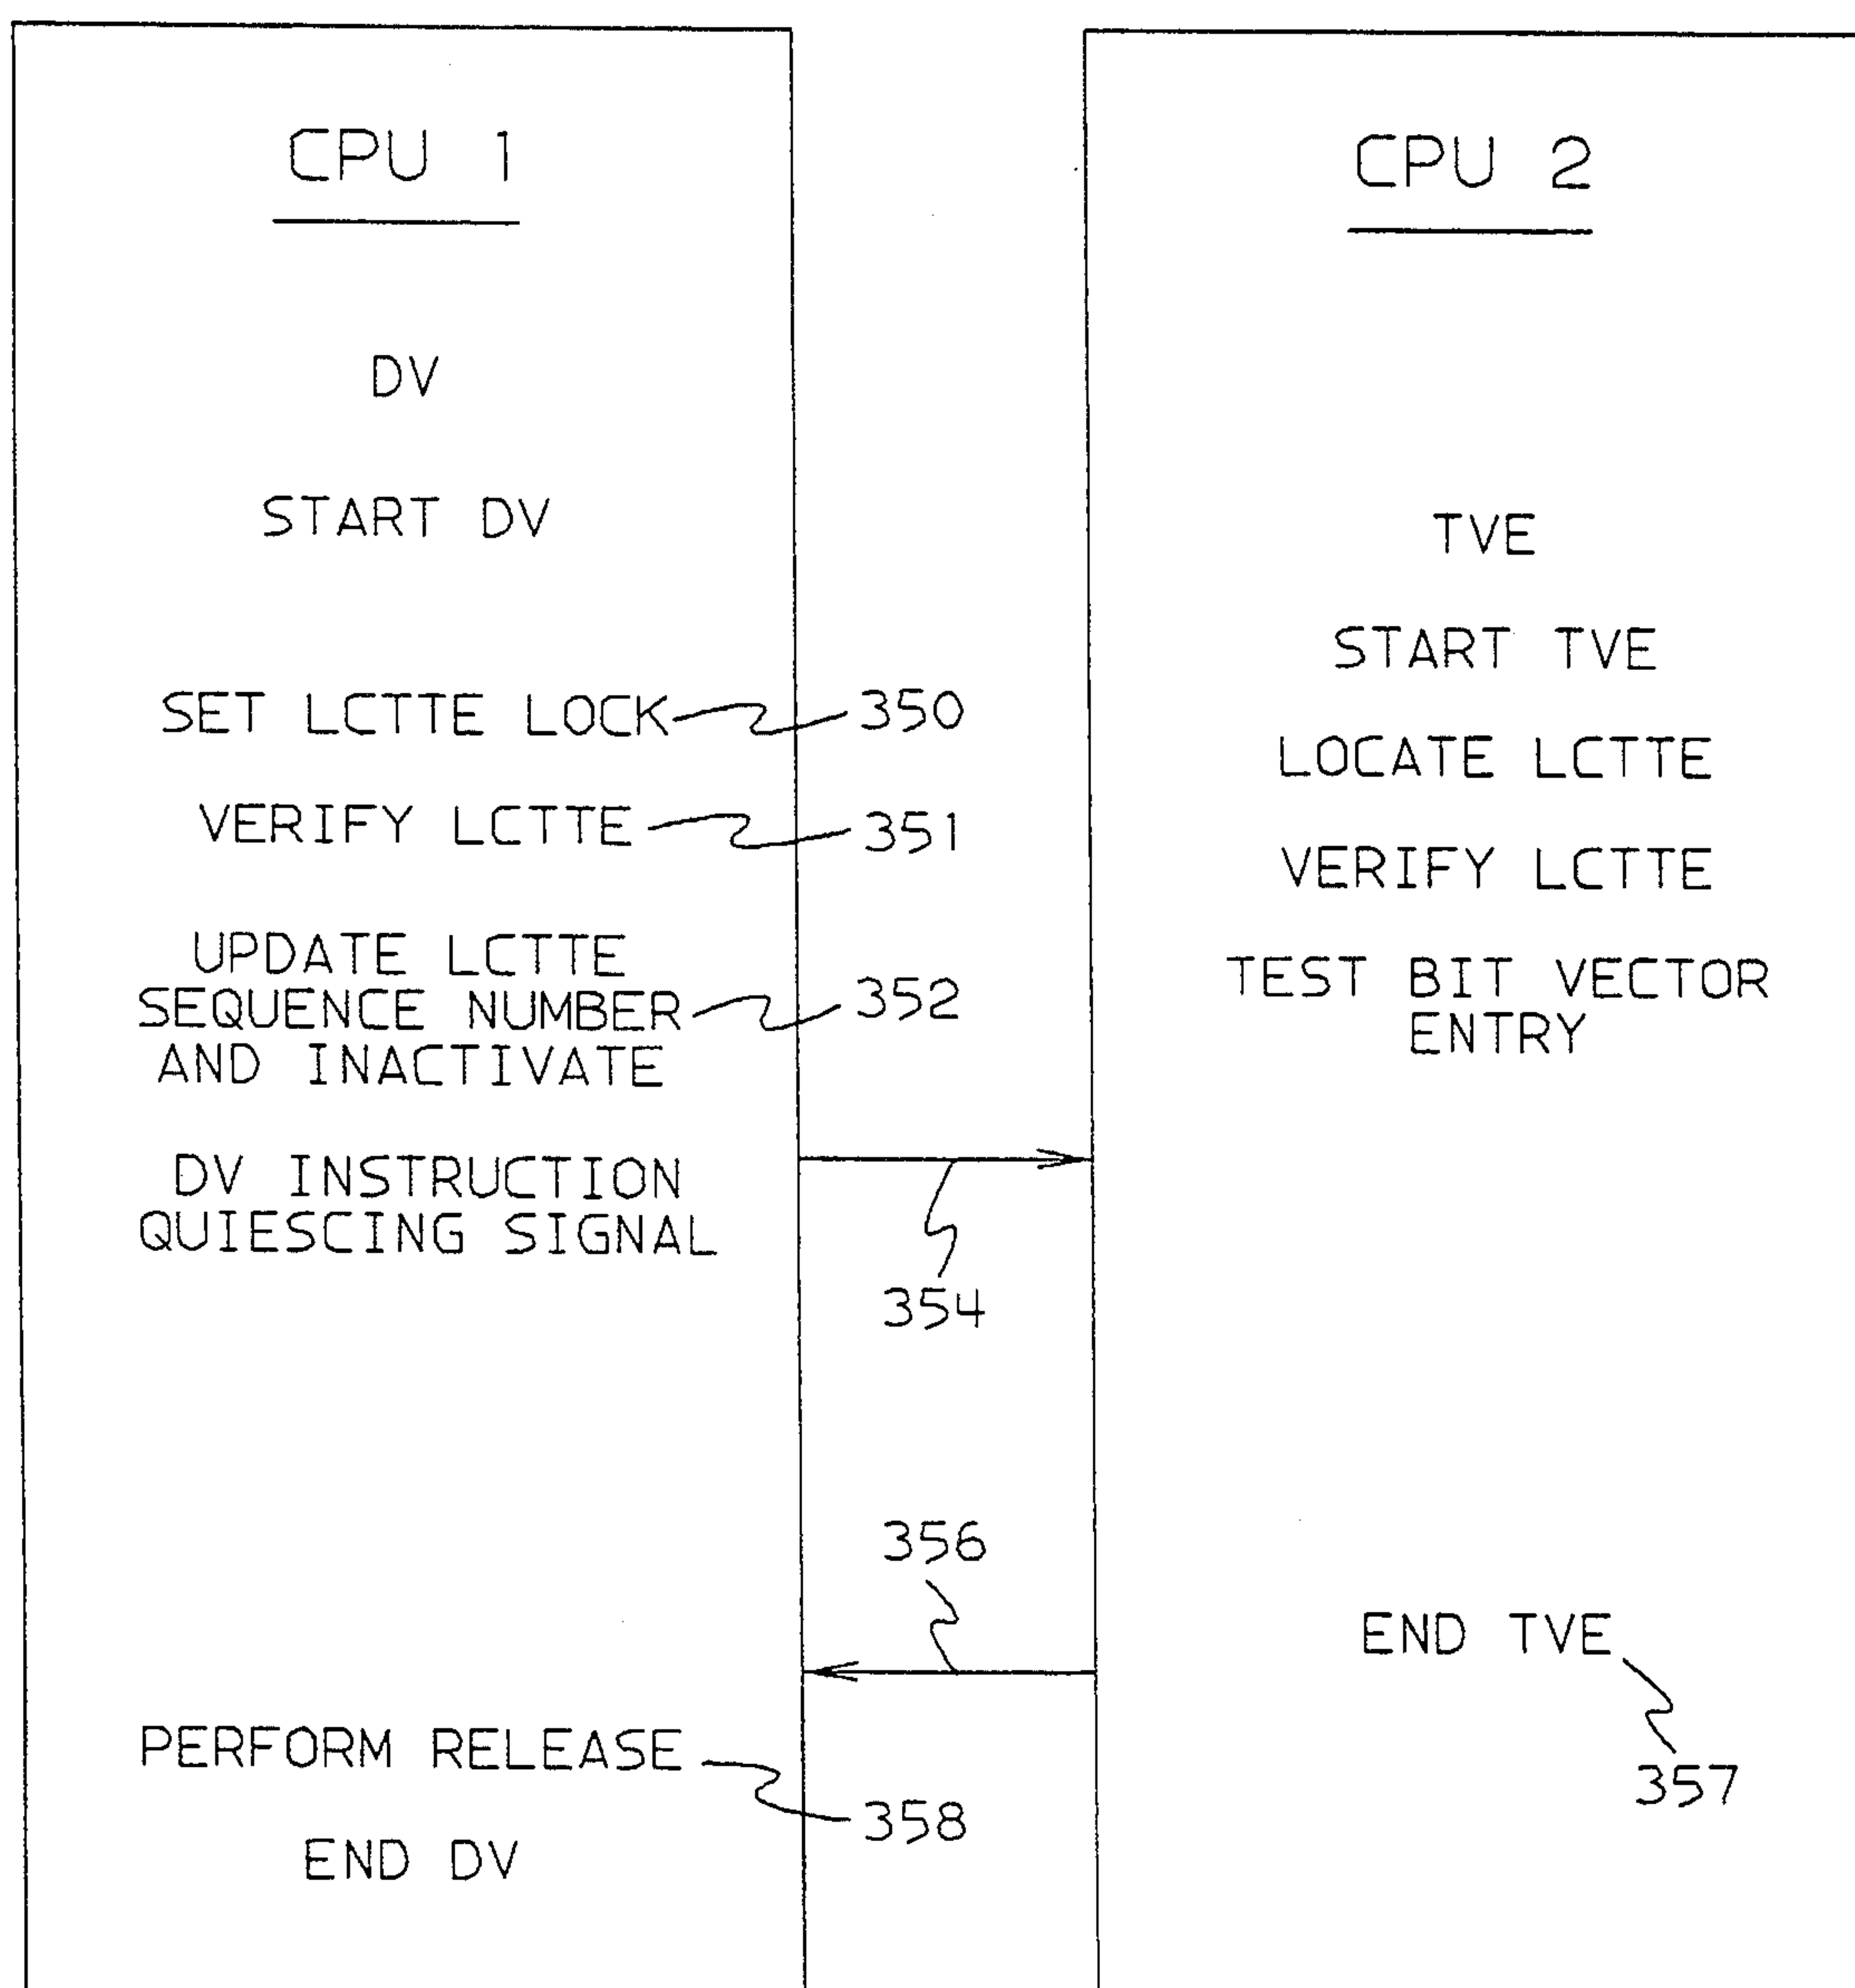 CPU 1
DV
START DV
SET LCTTE LOCK
350
VERIFY LCTTE
351
UPDATE LCTTE
SEQUENCE NUMBER
352
AND INACTIVATE
DV INSTRUCTION
QUIESCING SIGNAL
354
356
PERFORM RELEASE
358
END DV
CPU 2
TVE
START TVE
LOCATE LCTTE
VERIFY LCTTE
TEST BIT VECTOR
ENTRY
END TVE
357